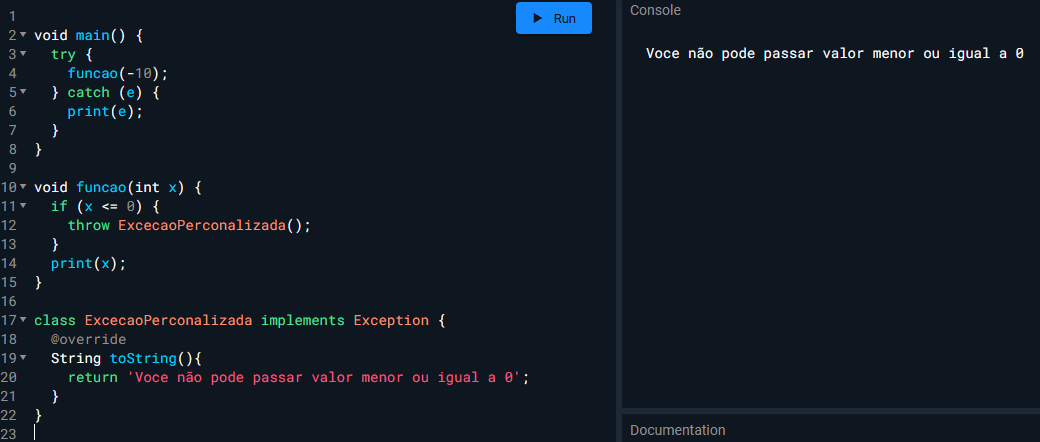 Run
Console
1
2 void main() {
3 try {
4 funcao(-10);
5 } catch (e) {
6 print(e);
7 }
8 }
9
10 void funcao(int x) {
11 if (x <= 0) {
12 throw ExcecaoPerconalizada();
13 }
14 print(x);
15 }
16
17 class ExcecaoPerconalizada implements Exception {
18 @override
19 String toString(){
20 return 'Voce não pode passar valor menor ou igual a 0';
21 }
22 }
23
Voce não pode passar valor menor ou igual a 0
Documentation